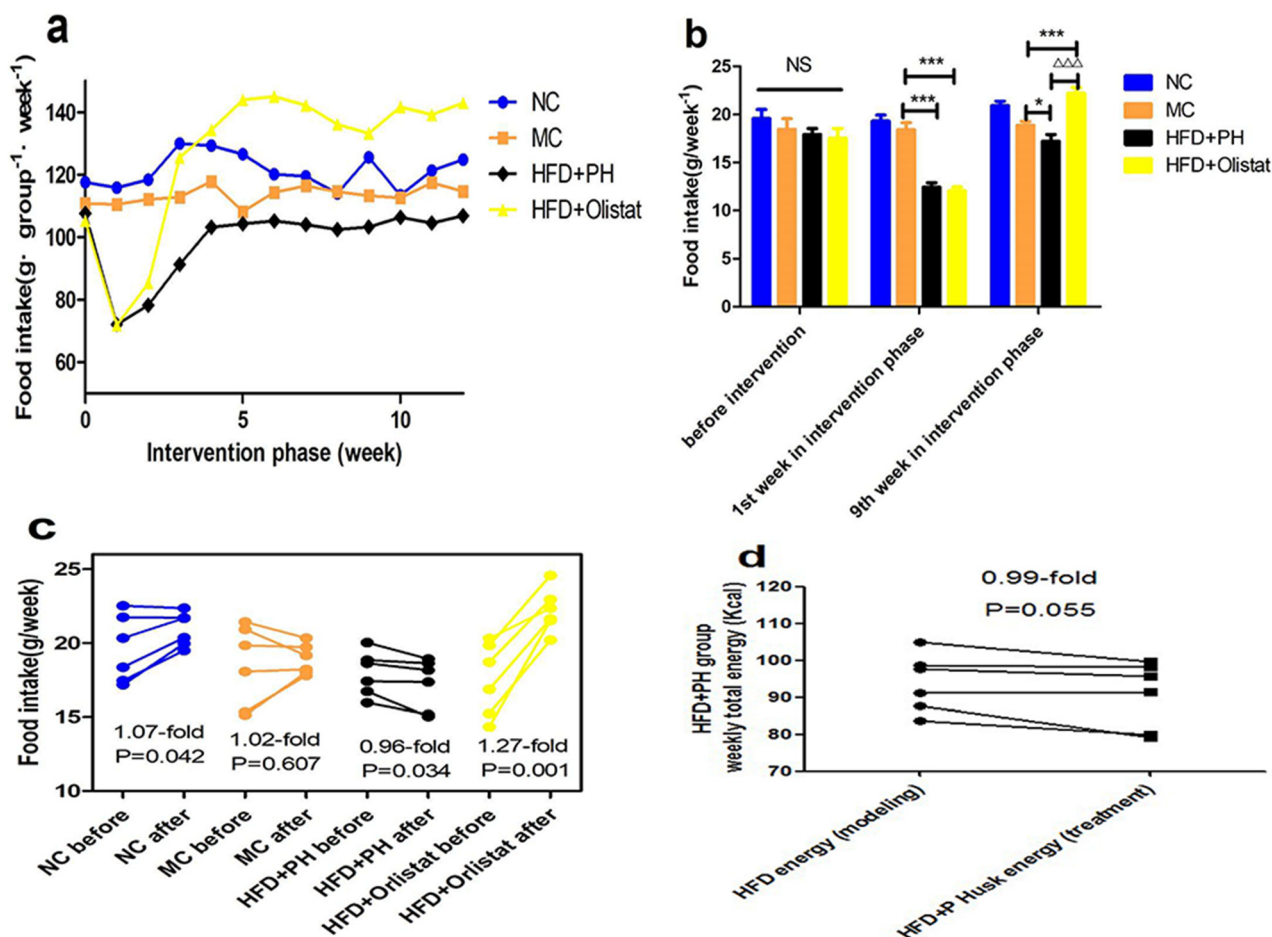 a
Food intake(g· group⁻¹· week⁻¹)
140
120
100
80
60
0
5
10
Intervention phase (week)
NC
MC
HFD+PH
HFD+Olistat
b
Food intake(g/week⁻¹)
25
20
15
10
5
0
NS
***
***
***
△△△
*
NC
MC
HFD+PH
HFD+Olistat
before intervention
1st week in intervention phase
9th week in intervention phase
c
Food intake(g/week)
25
20
15
10
1.07-fold
P=0.042
1.02-fold
P=0.607
0.96-fold
P=0.034
1.27-fold
P=0.001
NC before
NC after
MC before
MC after
HFD+PH before
HFD+PH after
HFD+Orlistat before
HFD+Orlistat after
d
HFD+PH group
weekly total energy (Kcal)
120
110
100
90
80
70
0.99-fold
P=0.055
HFD energy (modeling)
HFD+P Husk energy (treatment)